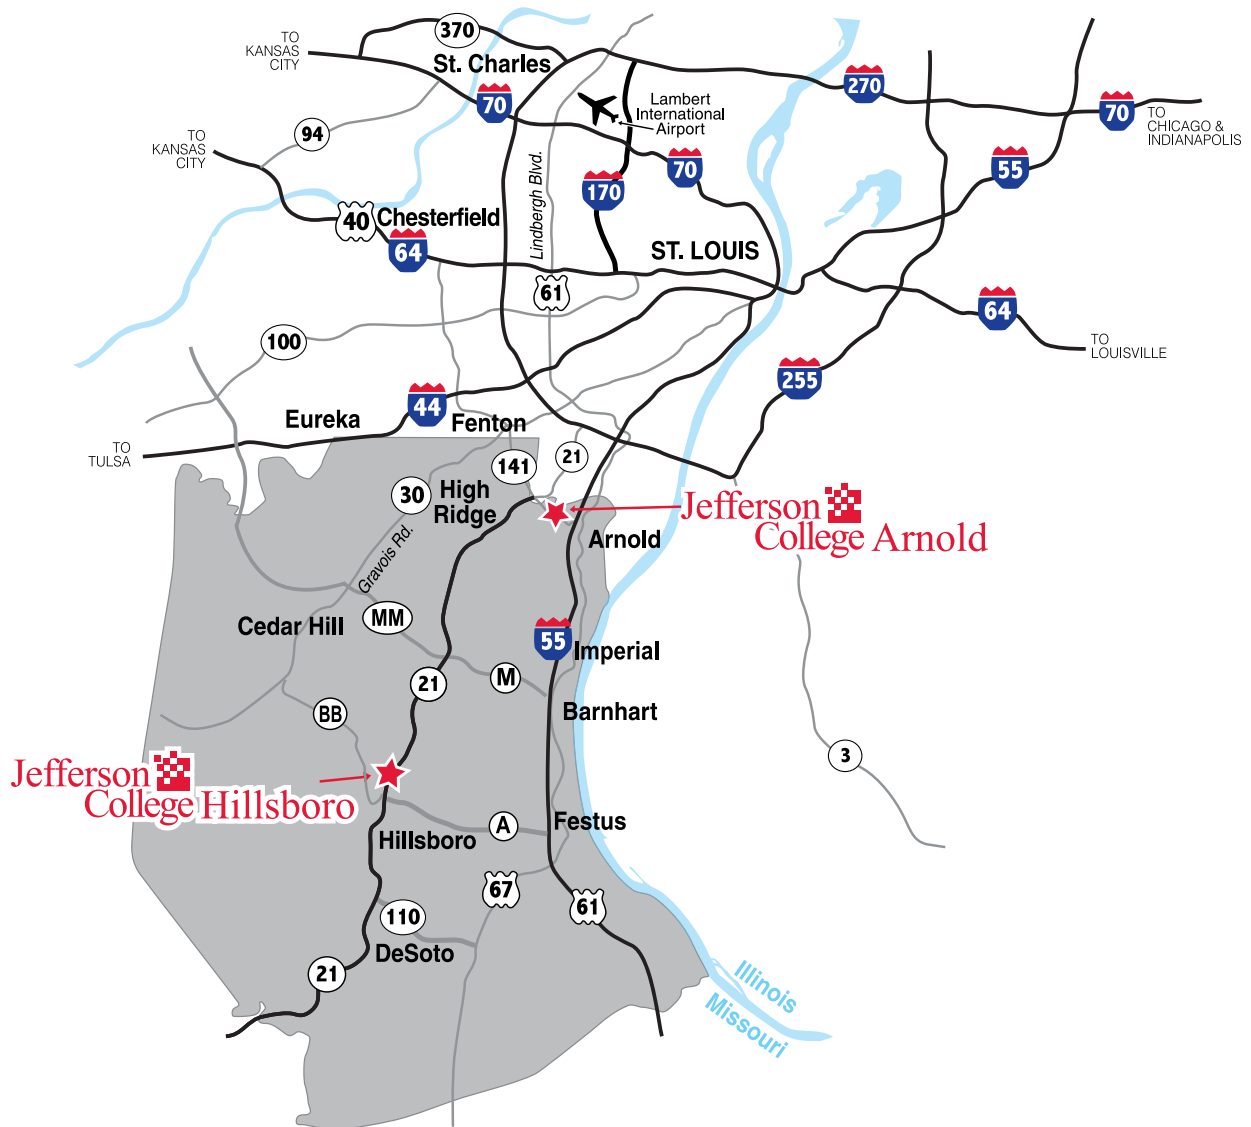 TO
KANSAS
CITY
370
St. Charles
70
Lambert
International
Airport
270
70
TO
CHICAGO &
INDIANAPOLIS
94
TO
KANSAS
CITY
Lindbergh Blvd.
170
70
55
40
Chesterfield
64
ST. LOUIS
61
64
TO
LOUISVILLE
100
255
44
Eureka
Fenton
TO
TULSA
141
21
30
High
Ridge
Gravois Rd.
Jefferson
College Arnold
Arnold
MM
Cedar Hill
55
Imperial
21
M
BB
Barnhart
3
Jefferson
College Hillsboro
Hillsboro
A
Festus
67
61
110
DeSoto
21
Illinois
Missouri